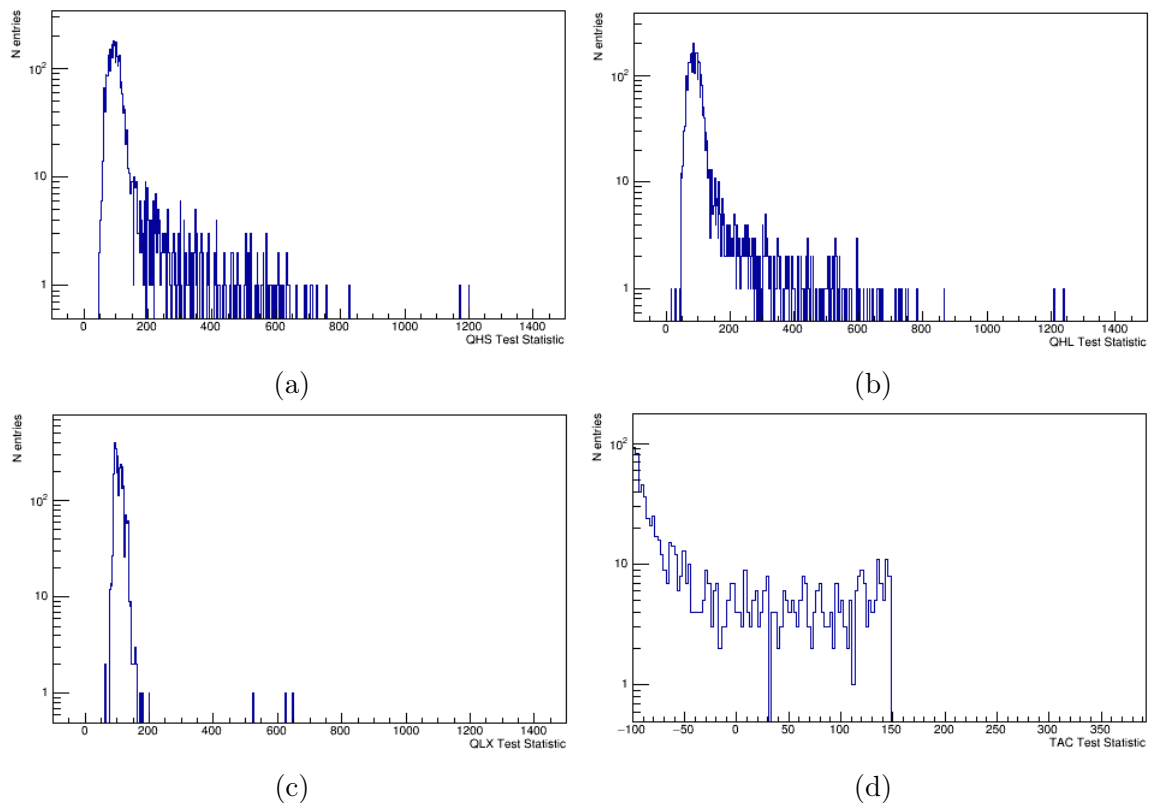 N entries
10²
10
1
0 200 400 600 800 1000 1200 1400
QHS Test Statistic
(a)
N entries
10²
10
1
0 200 400 600 800 1000 1200 1400
QHL Test Statistic
(b)
N entries
10²
10
1
0 200 400 600 800 1000 1200 1400
QLX Test Statistic
(c)
N entries
10²
10
1
−100 −50 0 50 100 150 200 250 300 350
TAC Test Statistic
(d)